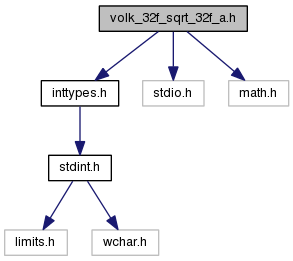 volk_32f_sqrt_32f_a.h
inttypes.h
stdio.h
math.h
stdint.h
limits.h
wchar.h